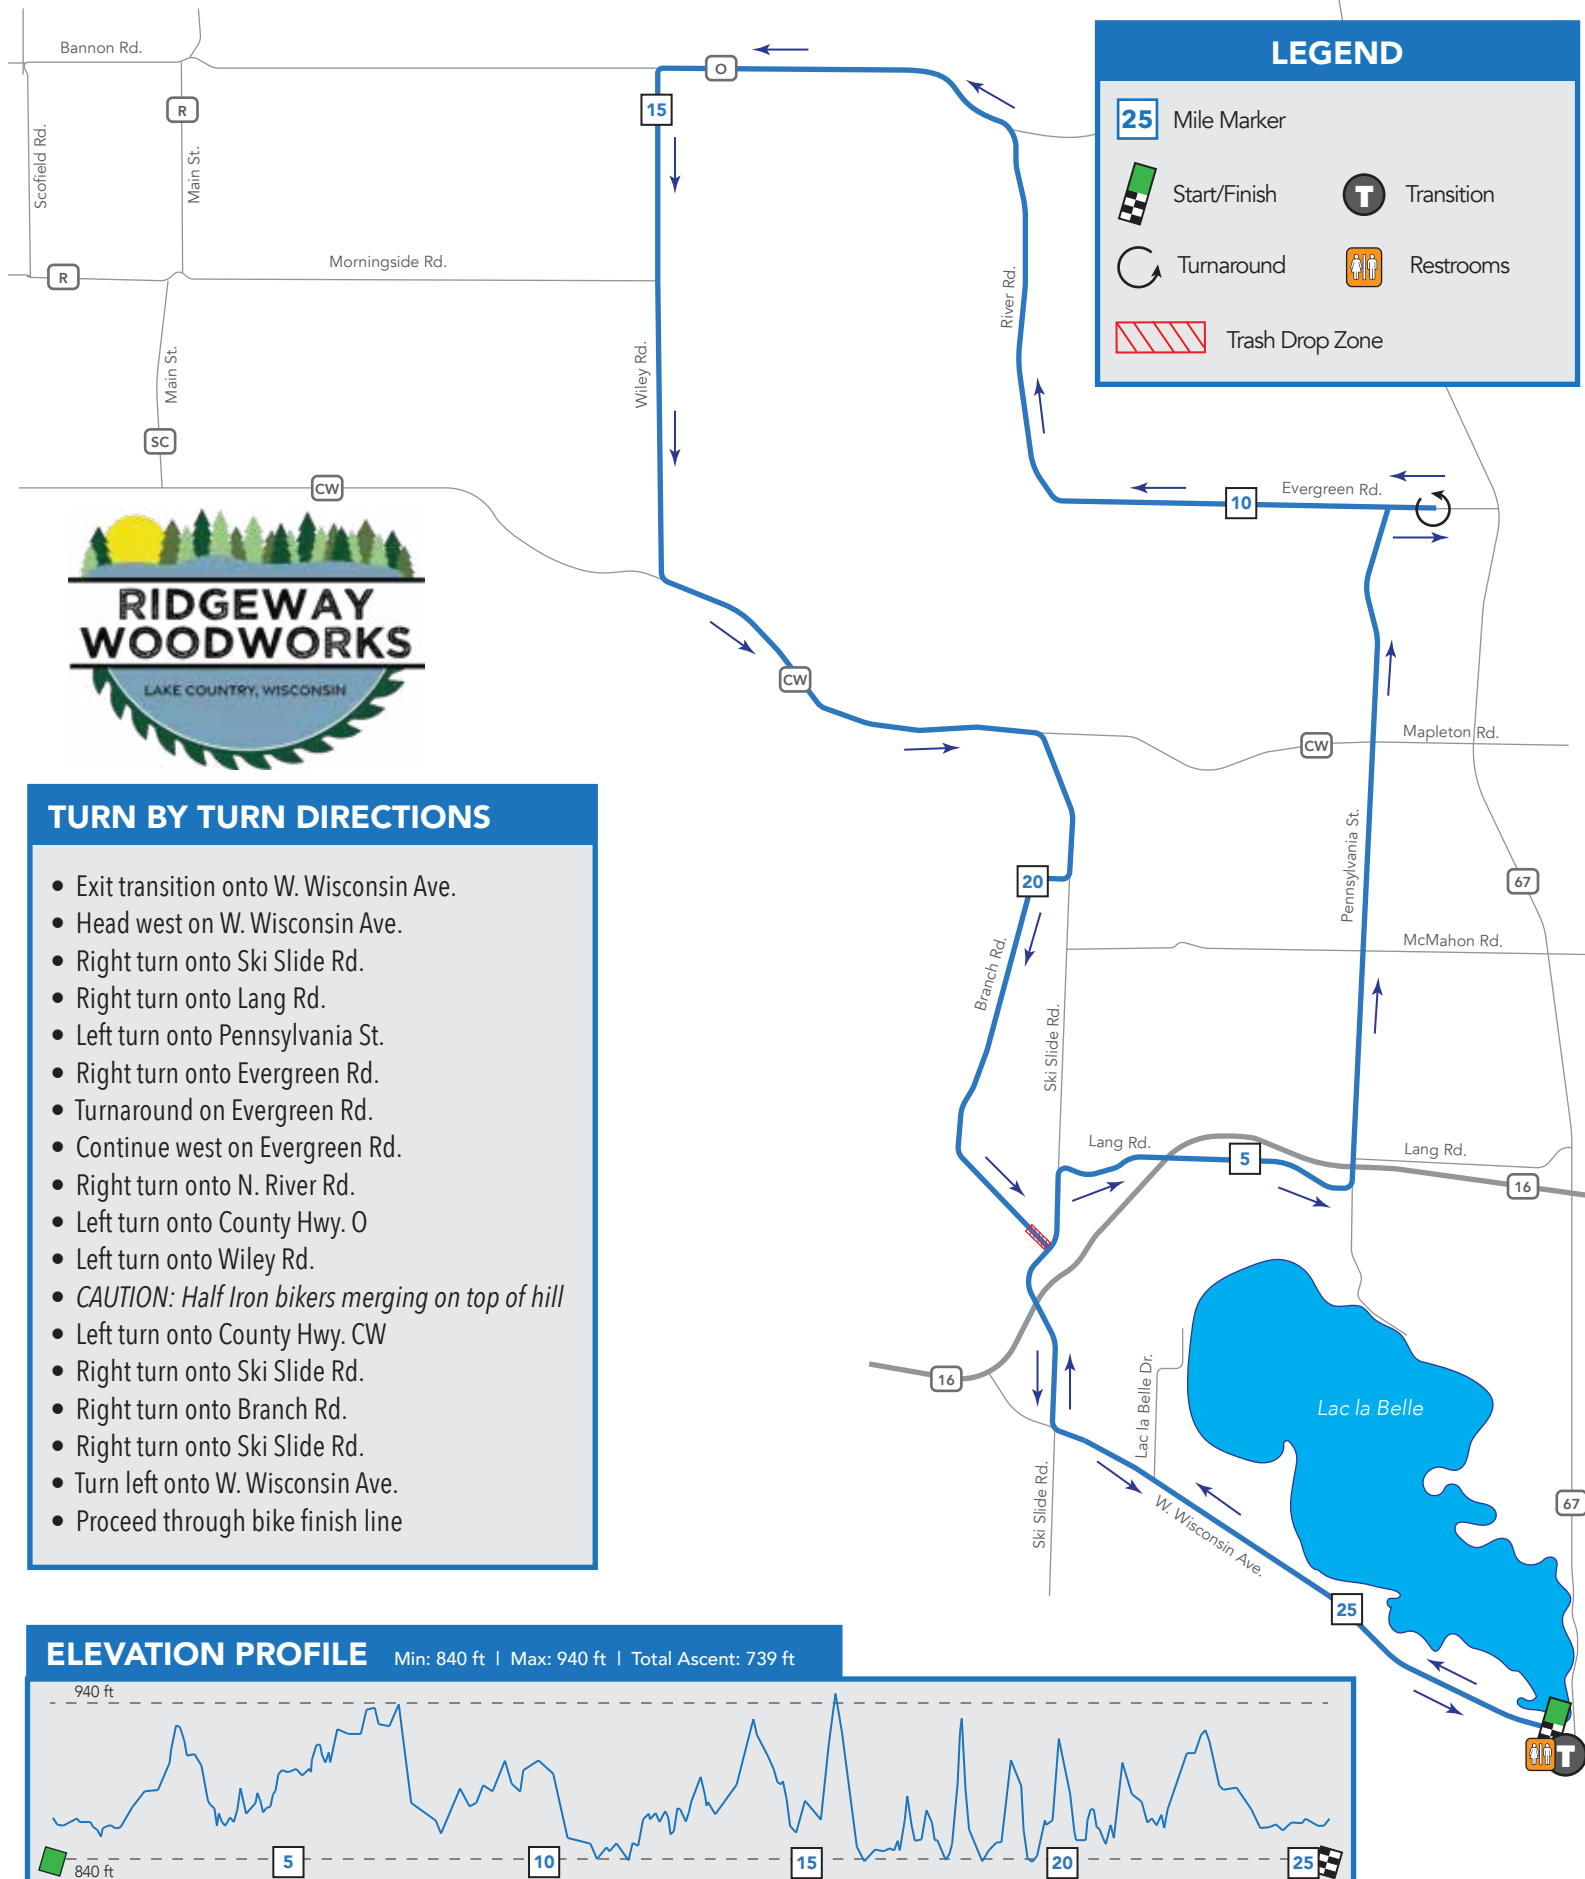 Bannon Rd.
O
LEGEND
25 Mile Marker
Start/Finish
T Transition
Turnaround
Restrooms
Trash Drop Zone
R
15
Scofield Rd.
Main St.
R
Morningside Rd.
River Rd.
Wiley Rd.
Main St.
SC
CW
10
Evergreen Rd.
RIDGEWAY
WOODWORKS
LAKE COUNTRY, WISCONSIN
CW
CW
Mapleton Rd.
Pennsylvania St.
20
67
Branch Rd.
McMahon Rd.
Ski Slide Rd.
Lang Rd.
5
Lang Rd.
16
16
Lac la Belle Dr.
Lac la Belle
Ski Slide Rd.
W. Wisconsin Ave.
67
25
T
TURN BY TURN DIRECTIONS
• Exit transition onto W. Wisconsin Ave.
• Head west on W. Wisconsin Ave.
• Right turn onto Ski Slide Rd.
• Right turn onto Lang Rd.
• Left turn onto Pennsylvania St.
• Right turn onto Evergreen Rd.
• Turnaround on Evergreen Rd.
• Continue west on Evergreen Rd.
• Right turn onto N. River Rd.
• Left turn onto County Hwy. O
• Left turn onto Wiley Rd.
• CAUTION: Half Iron bikers merging on top of hill
• Left turn onto County Hwy. CW
• Right turn onto Ski Slide Rd.
• Right turn onto Branch Rd.
• Right turn onto Ski Slide Rd.
• Turn left onto W. Wisconsin Ave.
• Proceed through bike finish line
ELEVATION PROFILE Min: 840 ft | Max: 940 ft | Total Ascent: 739 ft
940 ft
840 ft
5 10 15 20 25